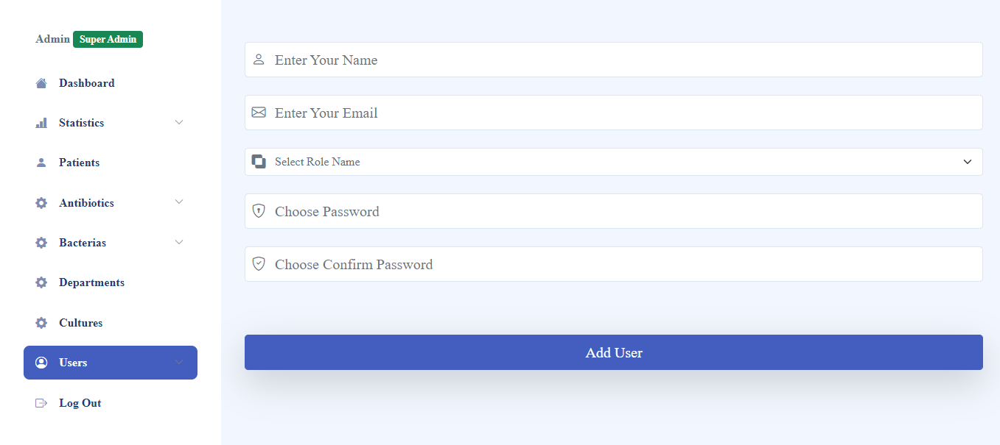 Admin Super Admin
Dashboard
Statistics
Patients
Antibiotics
Bacterias
Departments
Cultures
Users
Log Out
Enter Your Name
Enter Your Email
Select Role Name
Choose Password
Choose Confirm Password
Add User